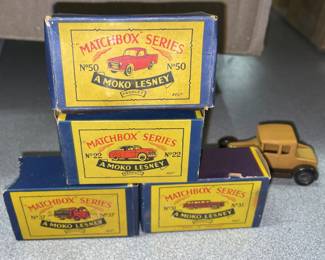 MATCHBOX SERIES
Nº50 Nº50
A MOKO LESNEY
MATCHBOX SERIES
Nº22 Nº22
A MOKO LESNEY
MATCHBOX SERIES
A MOKO LESNEY
MATCHBOX SERIES
Nº31
A MOKO LESNEY